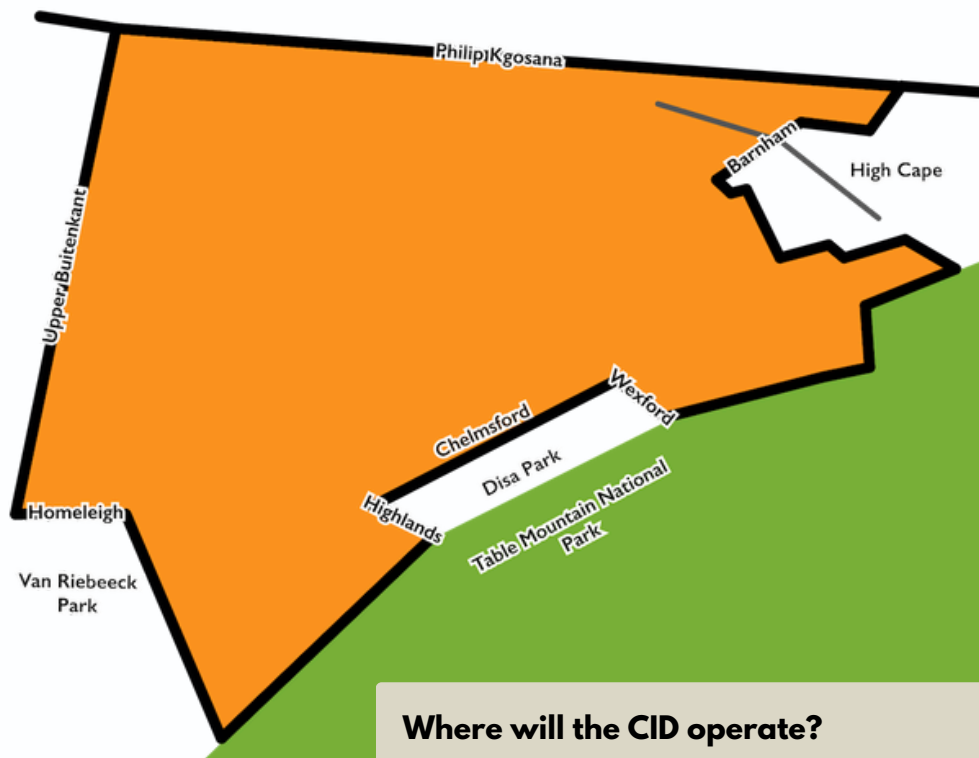 Philip Kgosana
Barnham
High Cape
Upper Buitenkant
Wexford
Chelmsford
Disa Park
Highlands
Table Mountain National
Park
Homeleigh
Van Riebeeck
Park
Where will the CID operate?